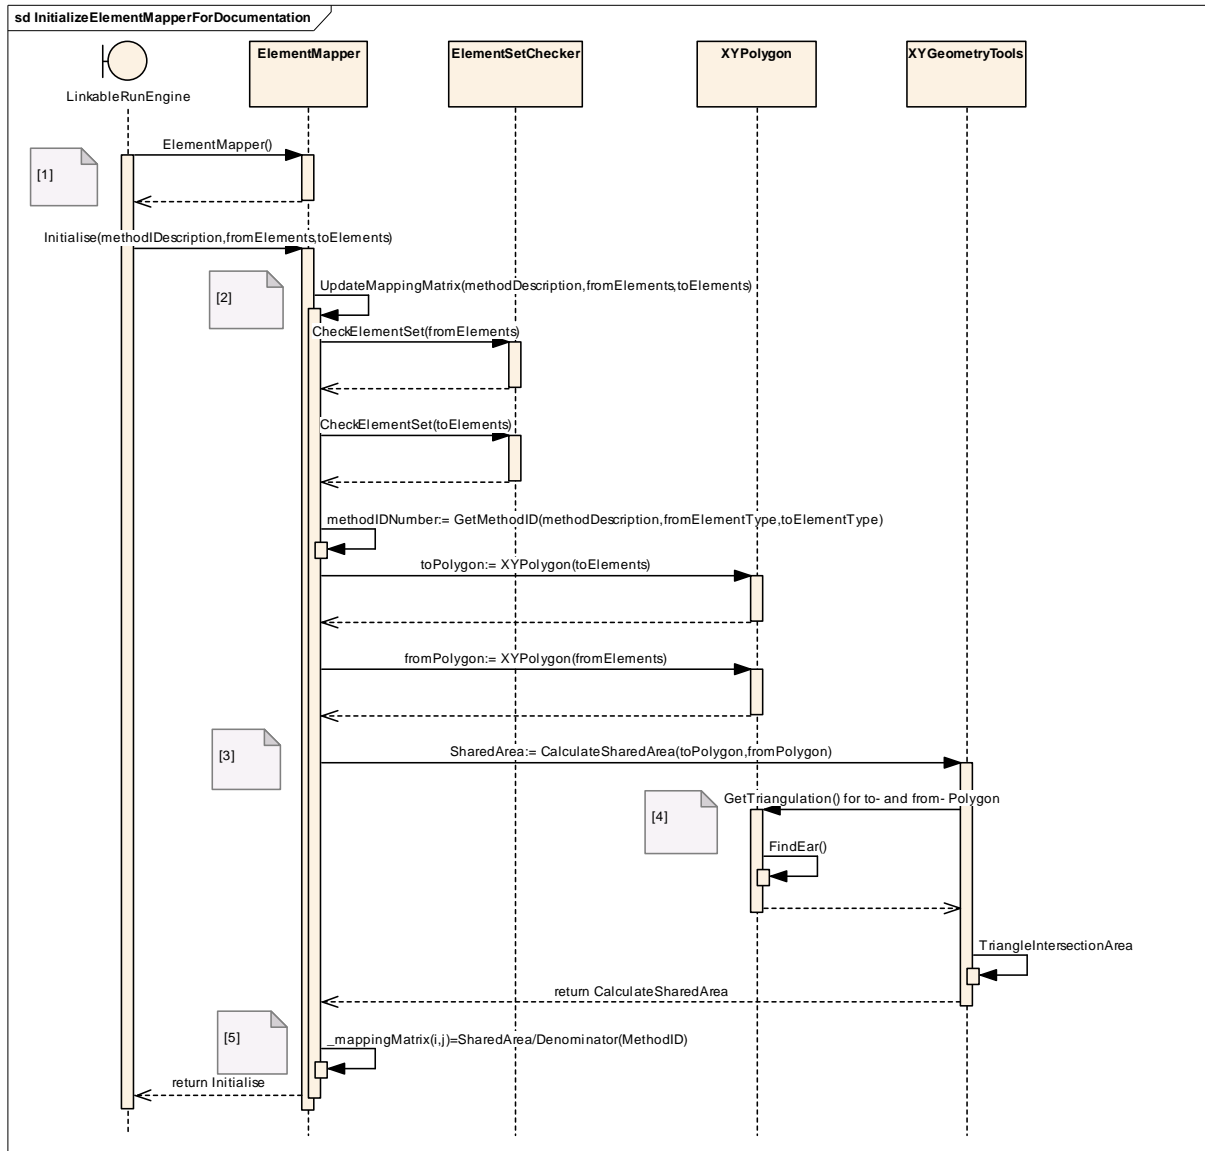 sd InitializeElementMapperForDocumentation
LinkableRunEngine
ElementMapper
ElementSetChecker
XYPolygon
XYGeometryTools
ElementMapper()
[1]
Initialise(methodIDescription,fromElements,toElements)
[2]
UpdateMappingMatrix(methodDescription,fromElements,toElements)
CheckElementSet(fromElements)
CheckElementSet(toElements)
methodIDNumber:= GetMethodID(methodDescription,fromElementType,toElementType)
toPolygon:= XYPolygon(toElements)
fromPolygon:= XYPolygon(fromElements)
[3]
SharedArea:= CalculateSharedArea(toPolygon,fromPolygon)
[4]
GetTriangulation() for to- and from- Polygon
FindEar()
TriangleIntersectionArea
return CalculateSharedArea
[5]
_mappingMatrix(i,j)=SharedArea/Denominator(MethodID)
return Initialise